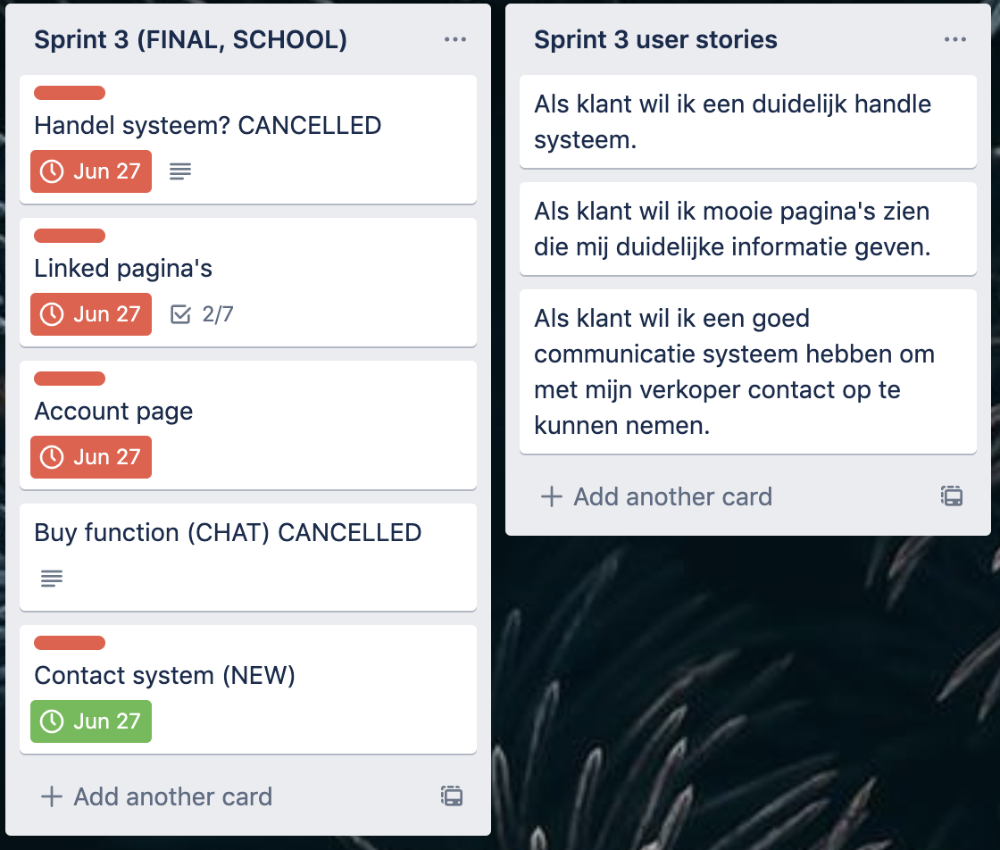 Sprint 3 (FINAL, SCHOOL)
Handel systeem? CANCELLED
Jun 27
Linked pagina's
Jun 27 2/7
Account page
Jun 27
Buy function (CHAT) CANCELLED
Contact system (NEW)
Jun 27
+ Add another card
Sprint 3 user stories
Als klant wil ik een duidelijk handle
systeem.
Als klant wil ik mooie pagina's zien
die mij duidelijke informatie geven.
Als klant wil ik een goed
communicatie systeem hebben om
met mijn verkoper contact op te
kunnen nemen.
+ Add another card